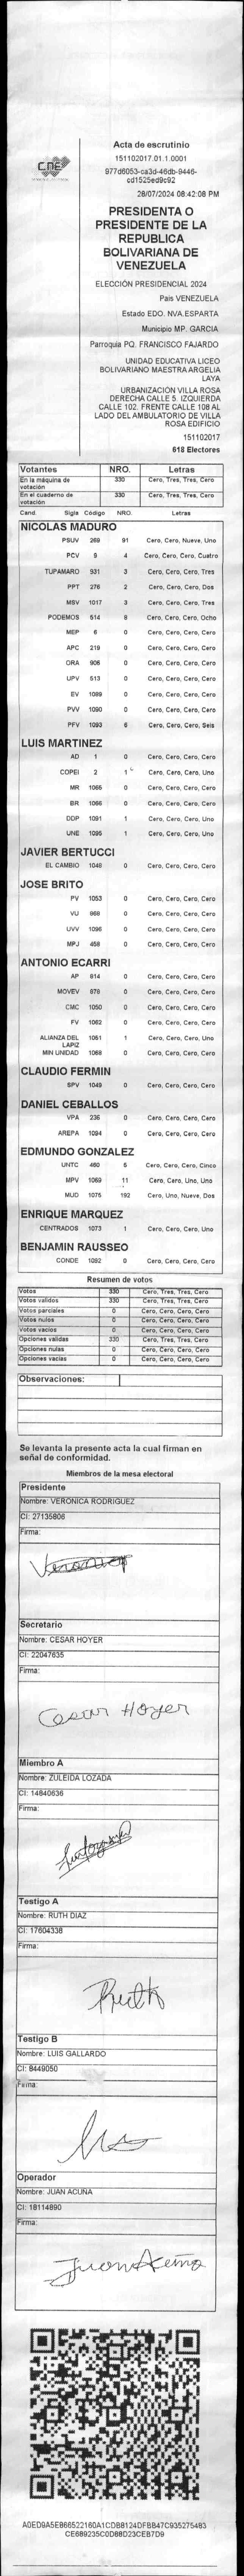 CNE
Acta de escrutinio
151102017.01.1.0001
977d6053-ca3d-46db-9446-
cd1525ed9c92
28/07/2024 08:42:08 PM
PRESIDENTA O
PRESIDENTE DE LA
REPUBLICA
BOLIVARIANA DE
VENEZUELA
ELECCIÓN PRESIDENCIAL 2024
Pais VENEZUELA
Estado EDO. NVA.ESPARTA
Municipio MP. GARCIA
Parroquia PQ. FRANCISCO FAJARDO
UNIDAD EDUCATIVA LICEO
BOLIVARIANO MAESTRA ARGELIA
LAYA
URBANIZACIÓN VILLA ROSA
DERECHA CALLE 5. IZQUIERDA
CALLE 102. FRENTE CALLE 108 AL
LADO DEL AMBULATORIO DE VILLA
ROSA EDIFICIO
151102017
618 Electores
Votantes NRO. Letras
En la máquina de votación 330 Cero, Tres, Tres, Cero
En el cuaderno de votación 330 Cero, Tres, Tres, Cero
Cand. Sigla Código NRO. Letras
NICOLAS MADURO
PSUV 269 91 Cero, Cero, Nueve, Uno
PCV 9 4 Cero, Cero, Cero, Cuatro
TUPAMARO 931 3 Cero, Cero, Cero, Tres
PPT 276 2 Cero, Cero, Cero, Dos
MSV 1017 3 Cero, Cero, Cero, Tres
PODEMOS 514 8 Cero, Cero, Cero, Ocho
MEP 6 0 Cero, Cero, Cero, Cero
APC 219 0 Cero, Cero, Cero, Cero
ORA 906 0 Cero, Cero, Cero, Cero
UPV 513 0 Cero, Cero, Cero, Cero
EV 1089 0 Cero, Cero, Cero, Cero
PVV 1090 0 Cero, Cero, Cero, Cero
PFV 1093 6 Cero, Cero, Cero, Seis
LUIS MARTINEZ
AD 1 0 Cero, Cero, Cero, Cero
COPEI 2 1 Cero, Cero, Cero, Uno
MR 1065 0 Cero, Cero, Cero, Cero
BR 1066 0 Cero, Cero, Cero, Cero
DDP 1091 1 Cero, Cero, Cero, Uno
UNE 1095 1 Cero, Cero, Cero, Uno
JAVIER BERTUCCI
EL CAMBIO 1048 0 Cero, Cero, Cero, Cero
JOSE BRITO
PV 1053 0 Cero, Cero, Cero, Cero
VU 968 0 Cero, Cero, Cero, Cero
UVV 1096 0 Cero, Cero, Cero, Cero
MPJ 458 0 Cero, Cero, Cero, Cero
ANTONIO ECARRI
AP 814 0 Cero, Cero, Cero, Cero
MOVEV 878 0 Cero, Cero, Cero, Cero
CMC 1050 0 Cero, Cero, Cero, Cero
FV 1062 0 Cero, Cero, Cero, Cero
ALIANZA DEL LAPIZ 1051 1 Cero, Cero, Cero, Uno
MIN UNIDAD 1068 0 Cero, Cero, Cero, Cero
CLAUDIO FERMIN
SPV 1049 0 Cero, Cero, Cero, Cero
DANIEL CEBALLOS
VPA 236 0 Cero, Cero, Cero, Cero
AREPA 1094 0 Cero, Cero, Cero, Cero
EDMUNDO GONZALEZ
UNTC 460 5 Cero, Cero, Cero, Cinco
MPV 1069 11 Cero, Cero, Uno, Uno
MUD 1075 192 Cero, Uno, Nueve, Dos
ENRIQUE MARQUEZ
CENTRADOS 1073 1 Cero, Cero, Cero, Uno
BENJAMIN RAUSSEO
CONDE 1092 0 Cero, Cero, Cero, Cero
Resumen de votos
Votos 330 Cero, Tres, Tres, Cero
Votos validos 330 Cero, Tres, Tres, Cero
Votos parciales 0 Cero, Cero, Cero, Cero
Votos nulos 0 Cero, Cero, Cero, Cero
Votos vacios 0 Cero, Cero, Cero, Cero
Opciones validas 330 Cero, Tres, Tres, Cero
Opciones nulas 0 Cero, Cero, Cero, Cero
Opciones vacias 0 Cero, Cero, Cero, Cero
Observaciones:
Se levanta la presente acta la cual firman en
señal de conformidad.
Miembros de la mesa electoral
Presidente
Nombre: VERONICA RODRIGUEZ
CI: 27135806
Firma:
Secretario
Nombre: CESAR HOYER
CI: 22047635
Firma:
Cesar Hoyer
Miembro A
Nombre: ZULEIDA LOZADA
CI: 14840636
Firma:
Testigo A
Nombre: RUTH DIAZ
CI: 17604338
Firma:
Ruth
Testigo B
Nombre: LUIS GALLARDO
CI: 8449050
Firma:
Operador
Nombre: JUAN ACUÑA
CI: 18114890
Firma:
Juan Acuña
A0ED9A5E866522160A1CDB8124DFBB47C935275483
CE689235C0D88D23CEB7D9